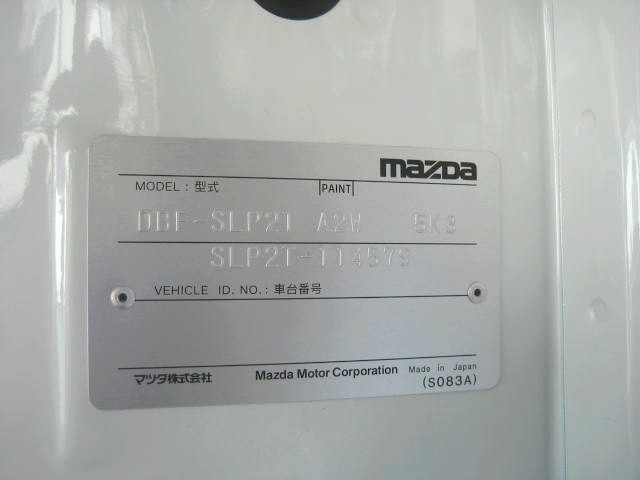 mazda
MODEL : 型式 PAINT
DBF-SLP2T A2W 5K3
SLP2T-114579
VEHICLE ID. NO. : 車台番号
マツダ株式会社 Mazda Motor Corporation Made in Japan
(S083A)